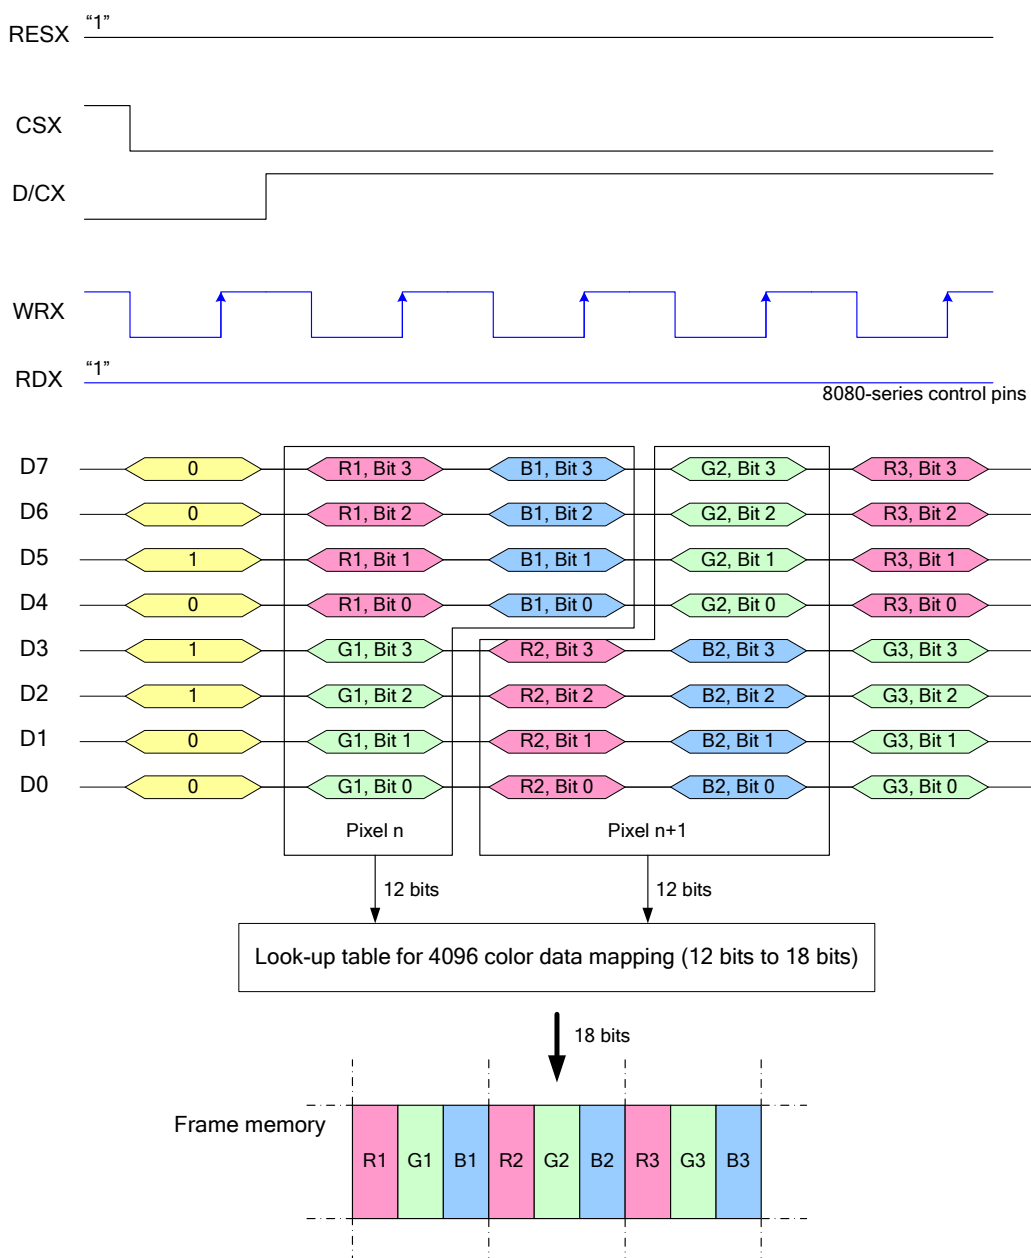 RESX “1”
CSX
D/CX
WRX
RDX “1”
8080-series control pins
D7 0 R1, Bit 3 B1, Bit 3 G2, Bit 3 R3, Bit 3
D6 0 R1, Bit 2 B1, Bit 2 G2, Bit 2 R3, Bit 2
D5 1 R1, Bit 1 B1, Bit 1 G2, Bit 1 R3, Bit 1
D4 0 R1, Bit 0 B1, Bit 0 G2, Bit 0 R3, Bit 0
D3 1 G1, Bit 3 R2, Bit 3 B2, Bit 3 G3, Bit 3
D2 1 G1, Bit 2 R2, Bit 2 B2, Bit 2 G3, Bit 2
D1 0 G1, Bit 1 R2, Bit 1 B2, Bit 1 G3, Bit 1
D0 0 G1, Bit 0 R2, Bit 0 B2, Bit 0 G3, Bit 0
Pixel n Pixel n+1
12 bits 12 bits
Look-up table for 4096 color data mapping (12 bits to 18 bits)
18 bits
Frame memory
R1 G1 B1 R2 G2 B2 R3 G3 B3